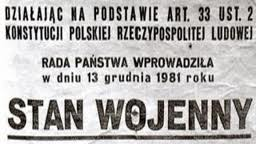 DZIAŁAJĄC NA PODSTAWIE ART. 33 UST. 2
KONSTYTUCJI POLSKIEJ RZECZYPOSPOLITEJ LUDOWEJ
RADA PAŃSTWA WPROWADZIŁA
w dniu 13 grudnia 1981 roku
STAN WOJENNY